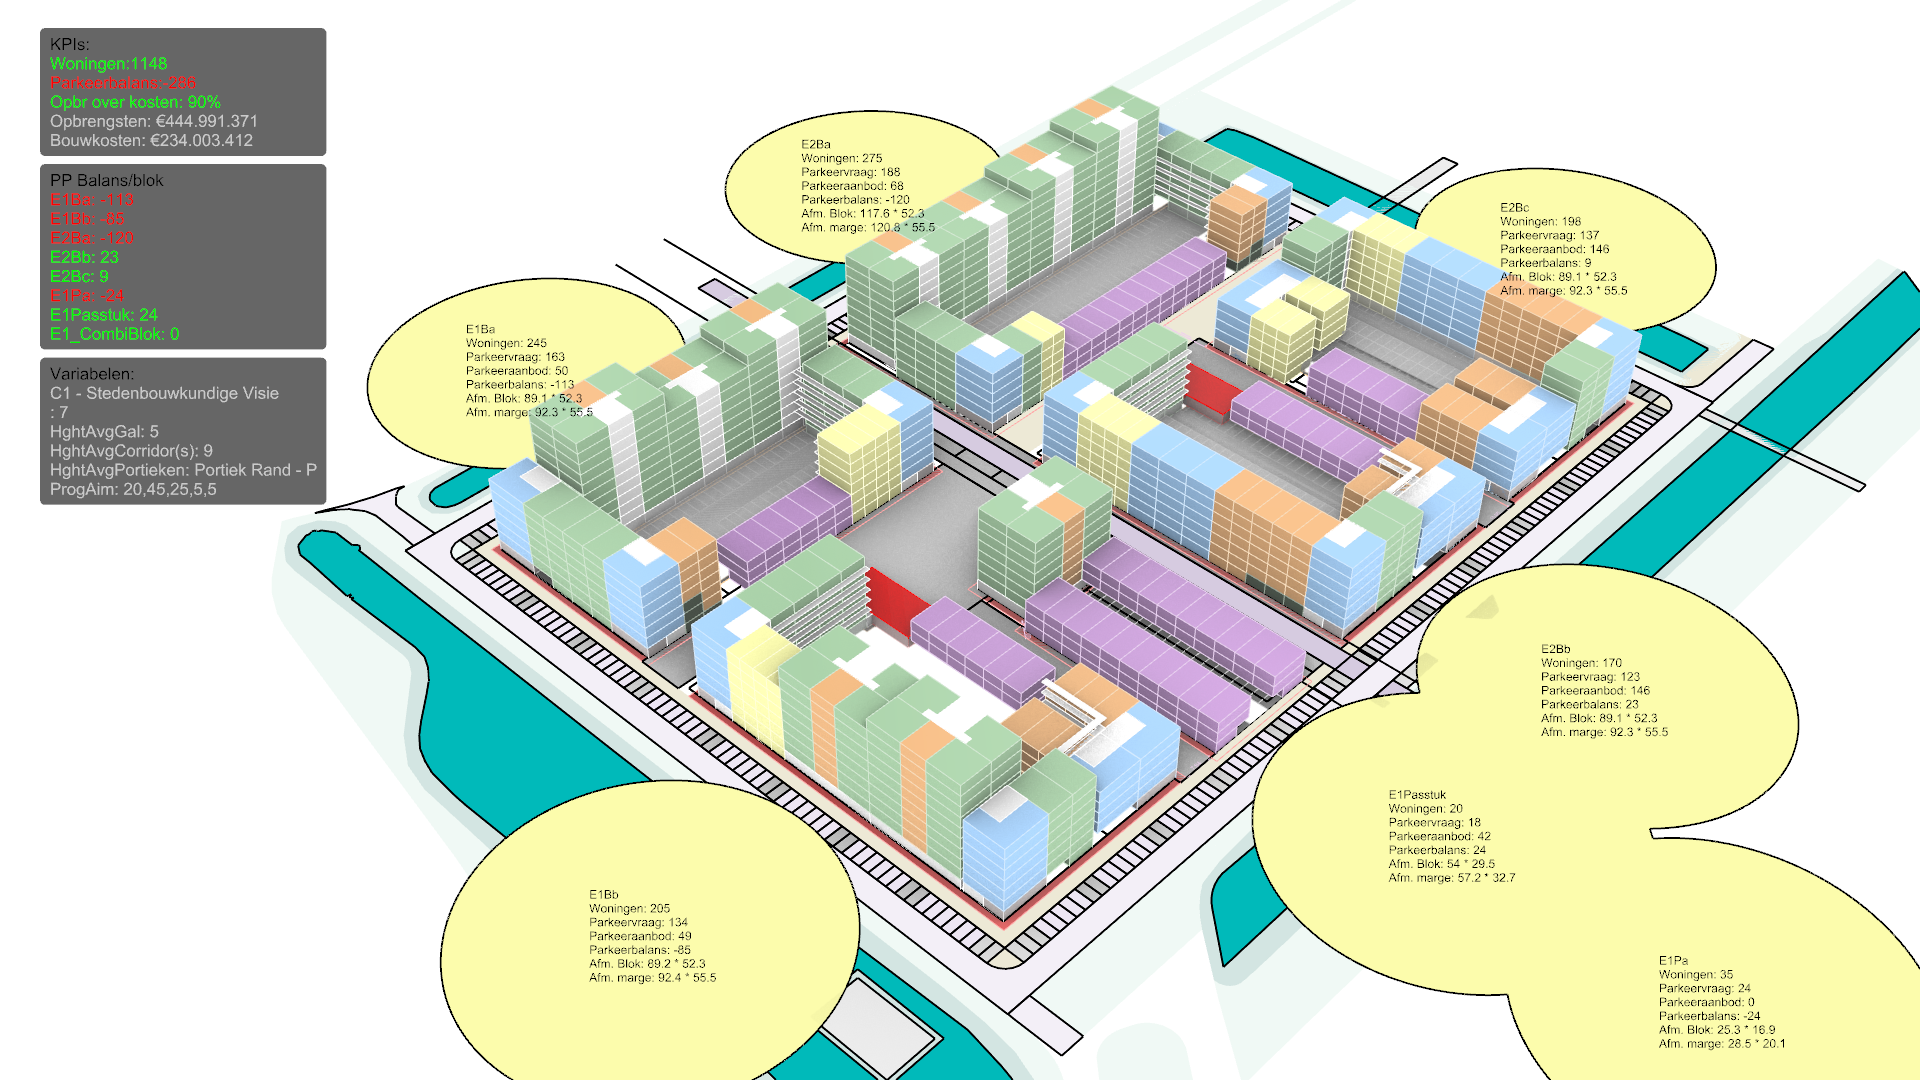 KPIs:
Woningen:1148
Parkeerbalans:-286
Opbr over kosten: 90%
Opbrengsten: €444.991.371
Bouwkosten: €234.003.412
PP Balans/blok
E1Ba: -113
E1Bb: -85
E2Ba: -120
E2Bb: 23
E2Bc: 9
E1Pa: -24
E1Passtuk: 24
E1_CombiBlok: 0
Variabelen:
C1 - Stedenbouwkundige Visie
: 7
HghtAvgGal: 5
HghtAvgCorridor(s): 9
HghtAvgPortieken: Portiek Rand - P
ProgAim: 20,45,25,5,5
E2Ba
Woningen: 275
Parkeervraag: 188
Parkeeraanbod: 68
Parkeerbalans: -120
Afm. Blok: 117.6 * 52.3
Afm. marge: 120.8 * 55.5
E2Bc
Woningen: 198
Parkeervraag: 137
Parkeeraanbod: 146
Parkeerbalans: 9
Afm. Blok: 89.1 * 52.3
Afm. marge: 92.3 * 55.5
E1Ba
Woningen: 245
Parkeervraag: 163
Parkeeraanbod: 50
Parkeerbalans: -113
Afm. Blok: 89.1 * 52.3
Afm. marge: 92.3 * 55.5
E2Bb
Woningen: 170
Parkeervraag: 123
Parkeeraanbod: 146
Parkeerbalans: 23
Afm. Blok: 89.1 * 52.3
Afm. marge: 92.3 * 55.5
E1Passtuk
Woningen: 20
Parkeervraag: 18
Parkeeraanbod: 42
Parkeerbalans: 24
Afm. Blok: 54 * 29.5
Afm. marge: 57.2 * 32.7
E1Bb
Woningen: 205
Parkeervraag: 134
Parkeeraanbod: 49
Parkeerbalans: -85
Afm. Blok: 89.2 * 52.3
Afm. marge: 92.4 * 55.5
E1Pa
Woningen: 35
Parkeervraag: 24
Parkeeraanbod: 0
Parkeerbalans: -24
Afm. Blok: 25.3 * 16.9
Afm. marge: 28.5 * 20.1